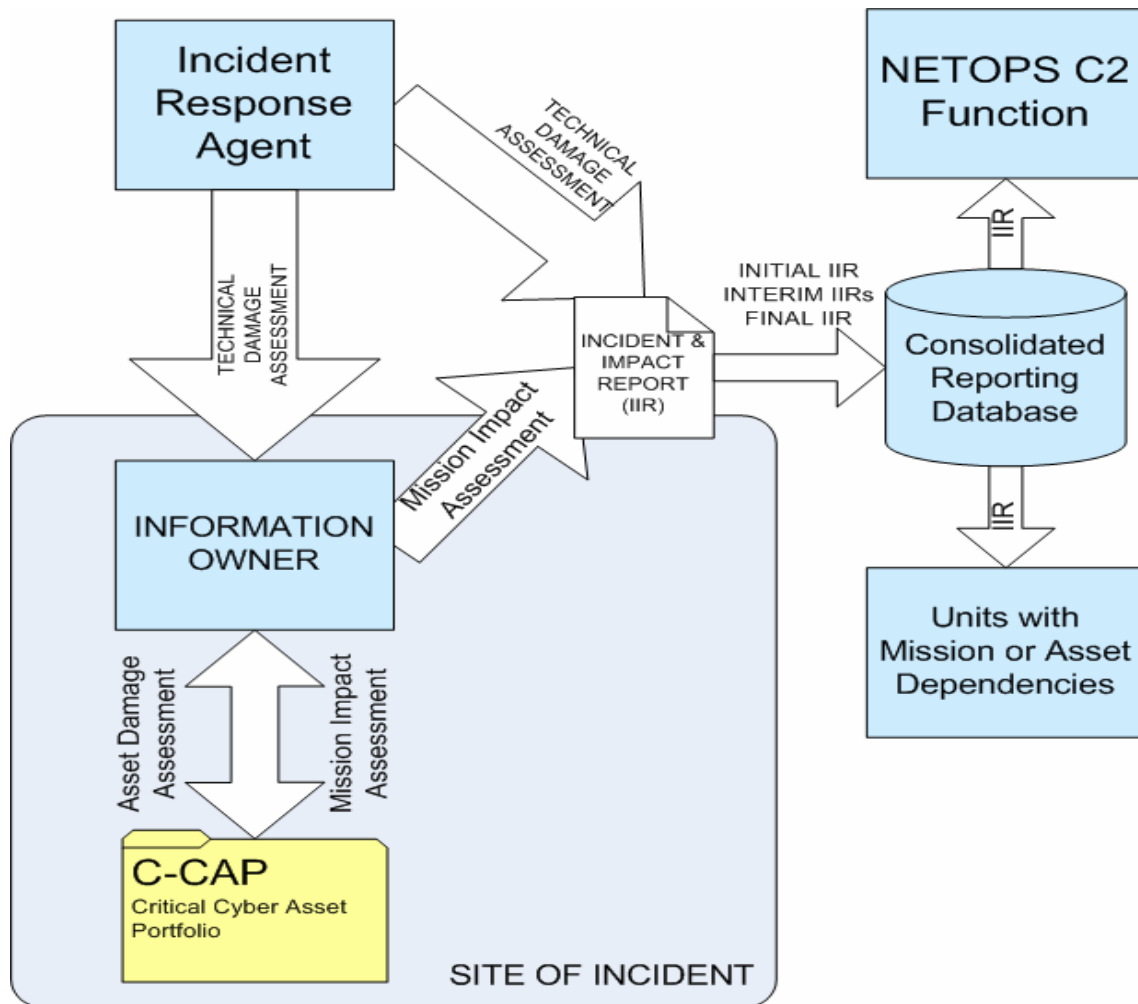 Incident
Response
Agent
TECHNICAL
DAMAGE
ASSESSMENT
NETOPS C2
Function
IIR
TECHNICAL
DAMAGE
ASSESSMENT
INITIAL IIR
INTERIM IIRs
FINAL IIR
INCIDENT &
IMPACT
REPORT
(IIR)
Consolidated
Reporting
Database
Mission Impact
Assessment
INFORMATION
OWNER
IIR
Units with
Mission or Asset
Dependencies
Asset Damage
Assessment
Mission Impact
Assessment
C-CAP
Critical Cyber Asset
Portfolio
SITE OF INCIDENT